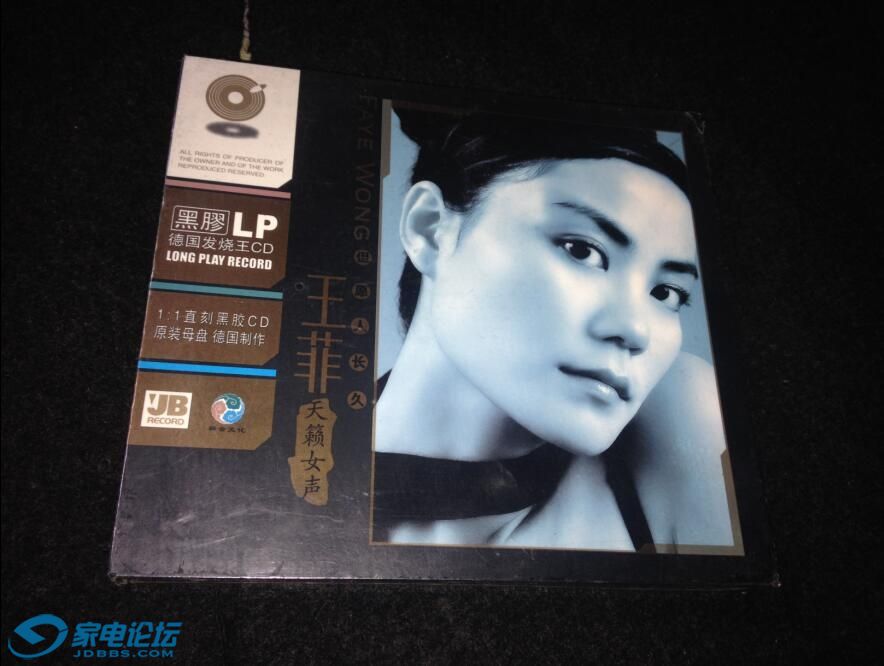 ALL RIGHTS OF PRODUCER OF
THE OWNER AND OF THE WORK
REPRODUCED RESERVED.
黑膠 LP
德国发烧王CD
LONG PLAY RECORD
1:1直刻黑胶CD
原装母盘 德国制作
JB
RECORD
FAYE WONG 但愿人长久
王菲
天籁女声
家电论坛
JDBBS.COM